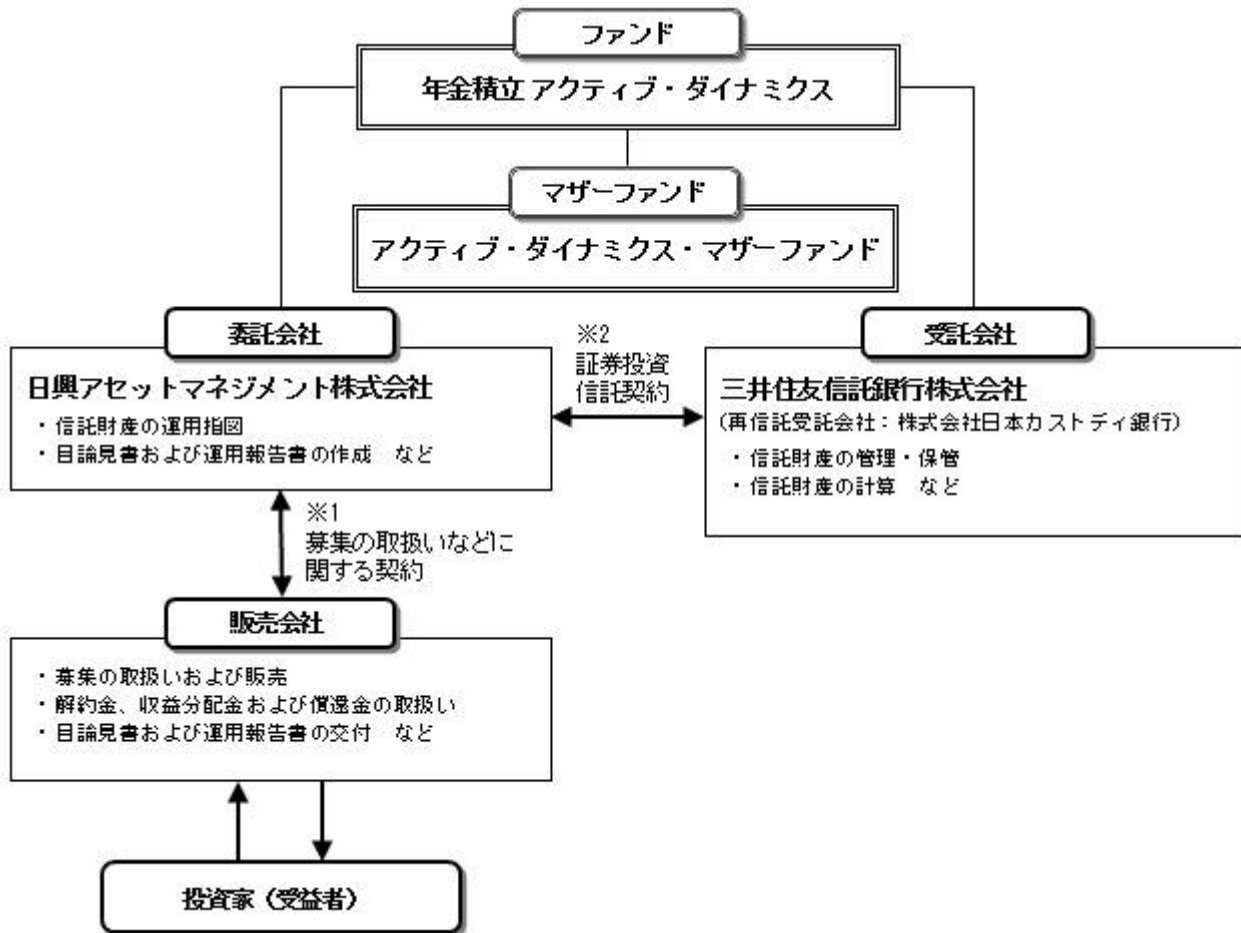 ファンド
年金積立 アクティブ・ダイナミクス
マザーファンド
アクティブ・ダイナミクス・マザーファンド
委託会社
日興アセットマネジメント株式会社
・信託財産の運用指図
・目論見書および運用報告書の作成　など
※2
証券投資
信託契約
受託会社
三井住友信託銀行株式会社
(再信託受託会社：株式会社日本カストディ銀行)
・信託財産の管理・保管
・信託財産の計算　など
※1
募集の取扱いなどに
関する契約
販売会社
・募集の取扱いおよび販売
・解約金、収益分配金および償還金の取扱い
・目論見書および運用報告書の交付　など
投資家（受益者）